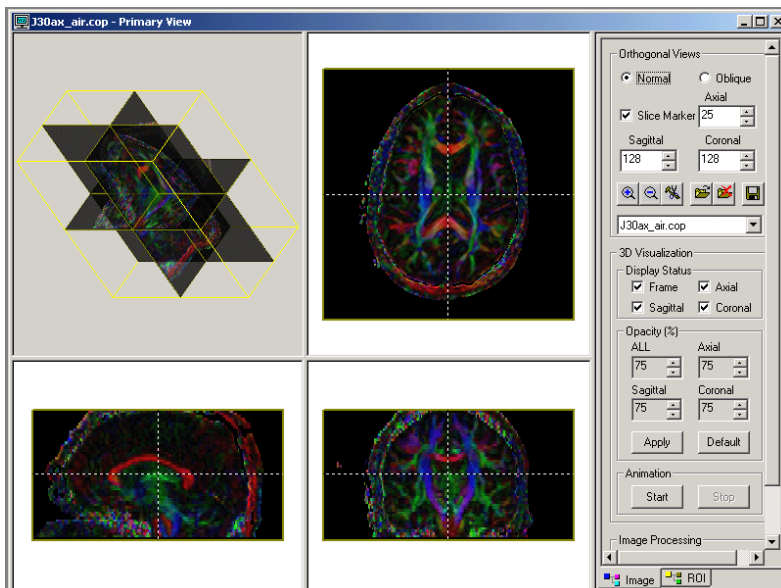 J30ax_air.cop - Primary View
Orthogonal Views
Normal Oblique
Axial
Slice Marker 25
Sagittal Coronal
128 128
J30ax_air.cop
3D Visualization
Display Status
Frame Axial
Sagittal Coronal
Opacity (%)
ALL Axial
75 75
Sagittal Coronal
75 75
Apply Default
Animation
Start Stop
Image Processing
Image ROI